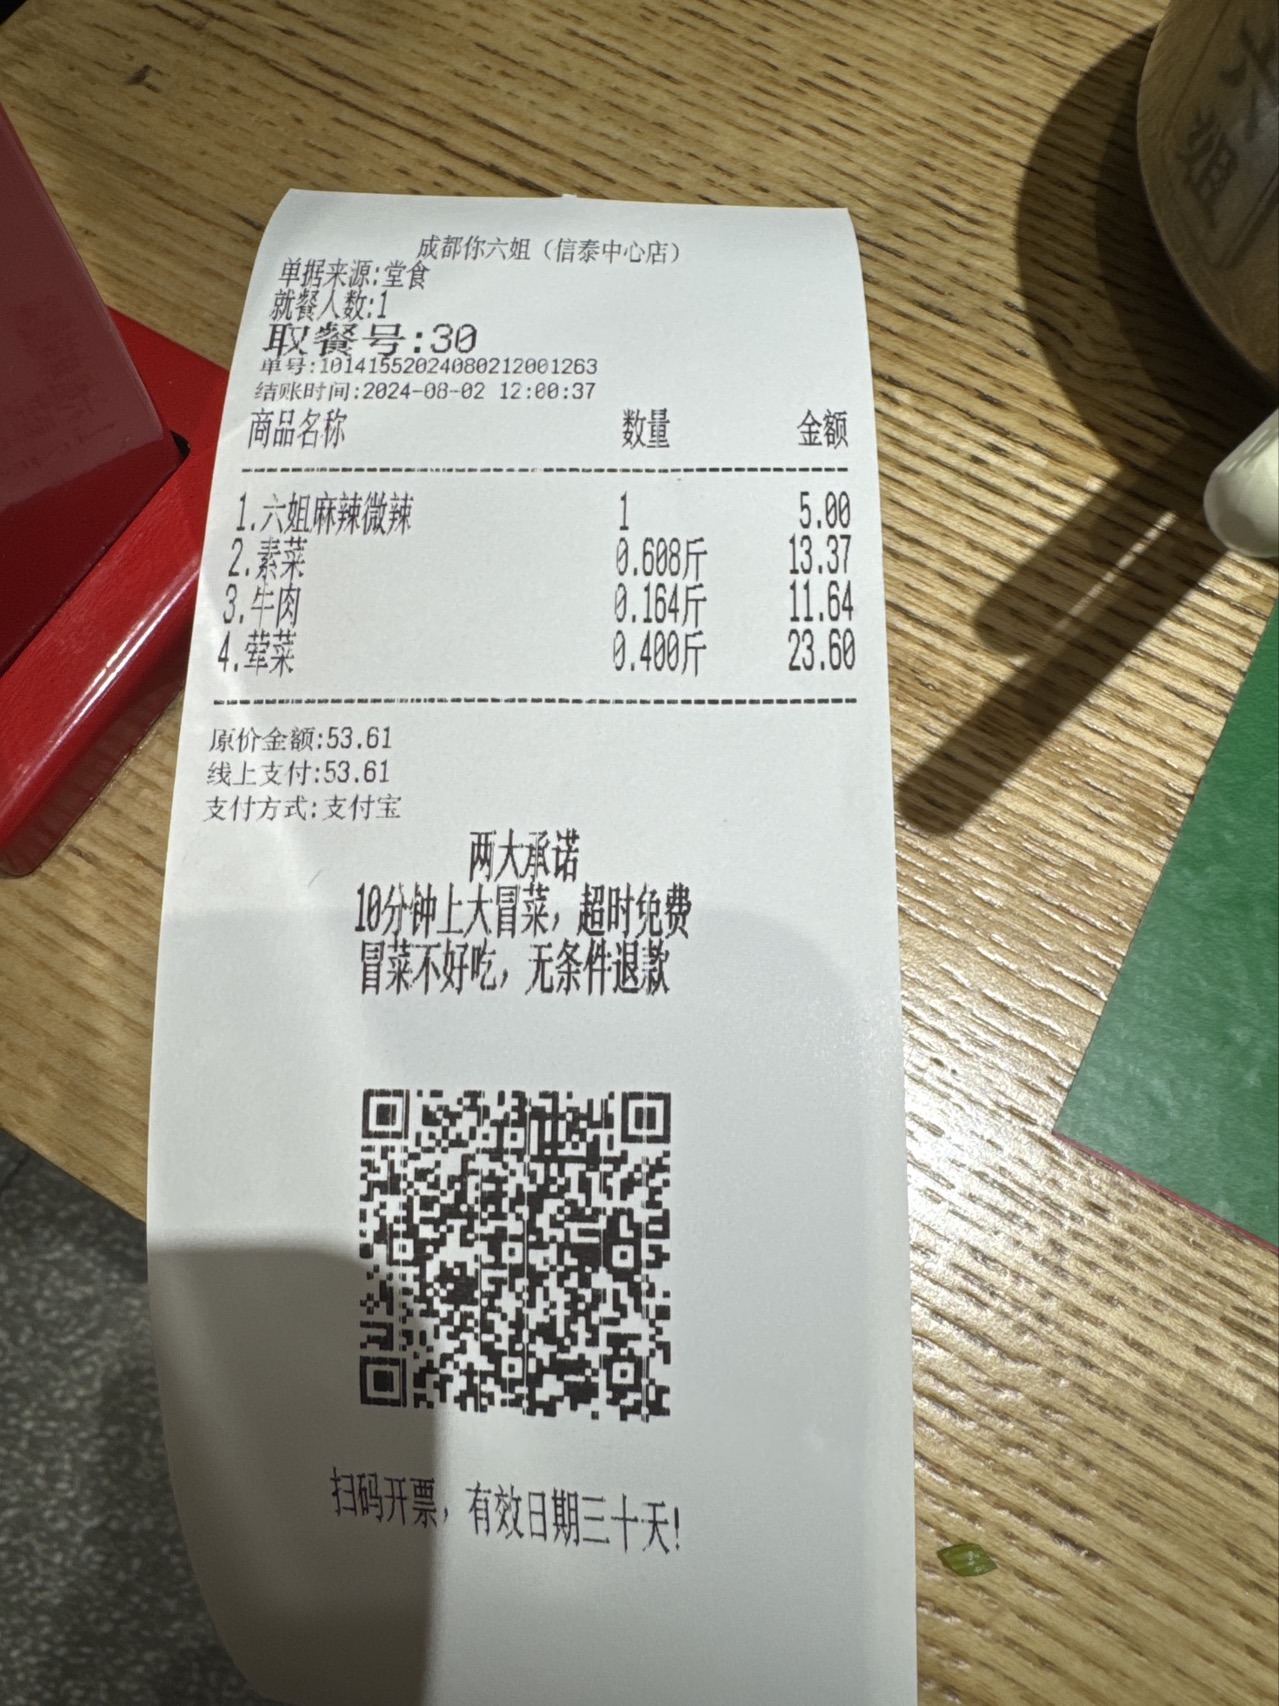 成都你六姐（信泰中心店）
单据来源:堂食
就餐人数:1
取餐号:30
单号:10141552024080212001263
结账时间:2024-08-02 12:00:37
商品名称 数量 金额
1.六姐麻辣微辣 1 5.00
2.素菜 0.608斤 13.37
3.牛肉 0.164斤 11.64
4.荤菜 0.400斤 23.60
原价金额:53.61
线上支付:53.61
支付方式:支付宝
两大承诺
10分钟上大冒菜，超时免费
冒菜不好吃，无条件退款
扫码开票，有效日期三十天!